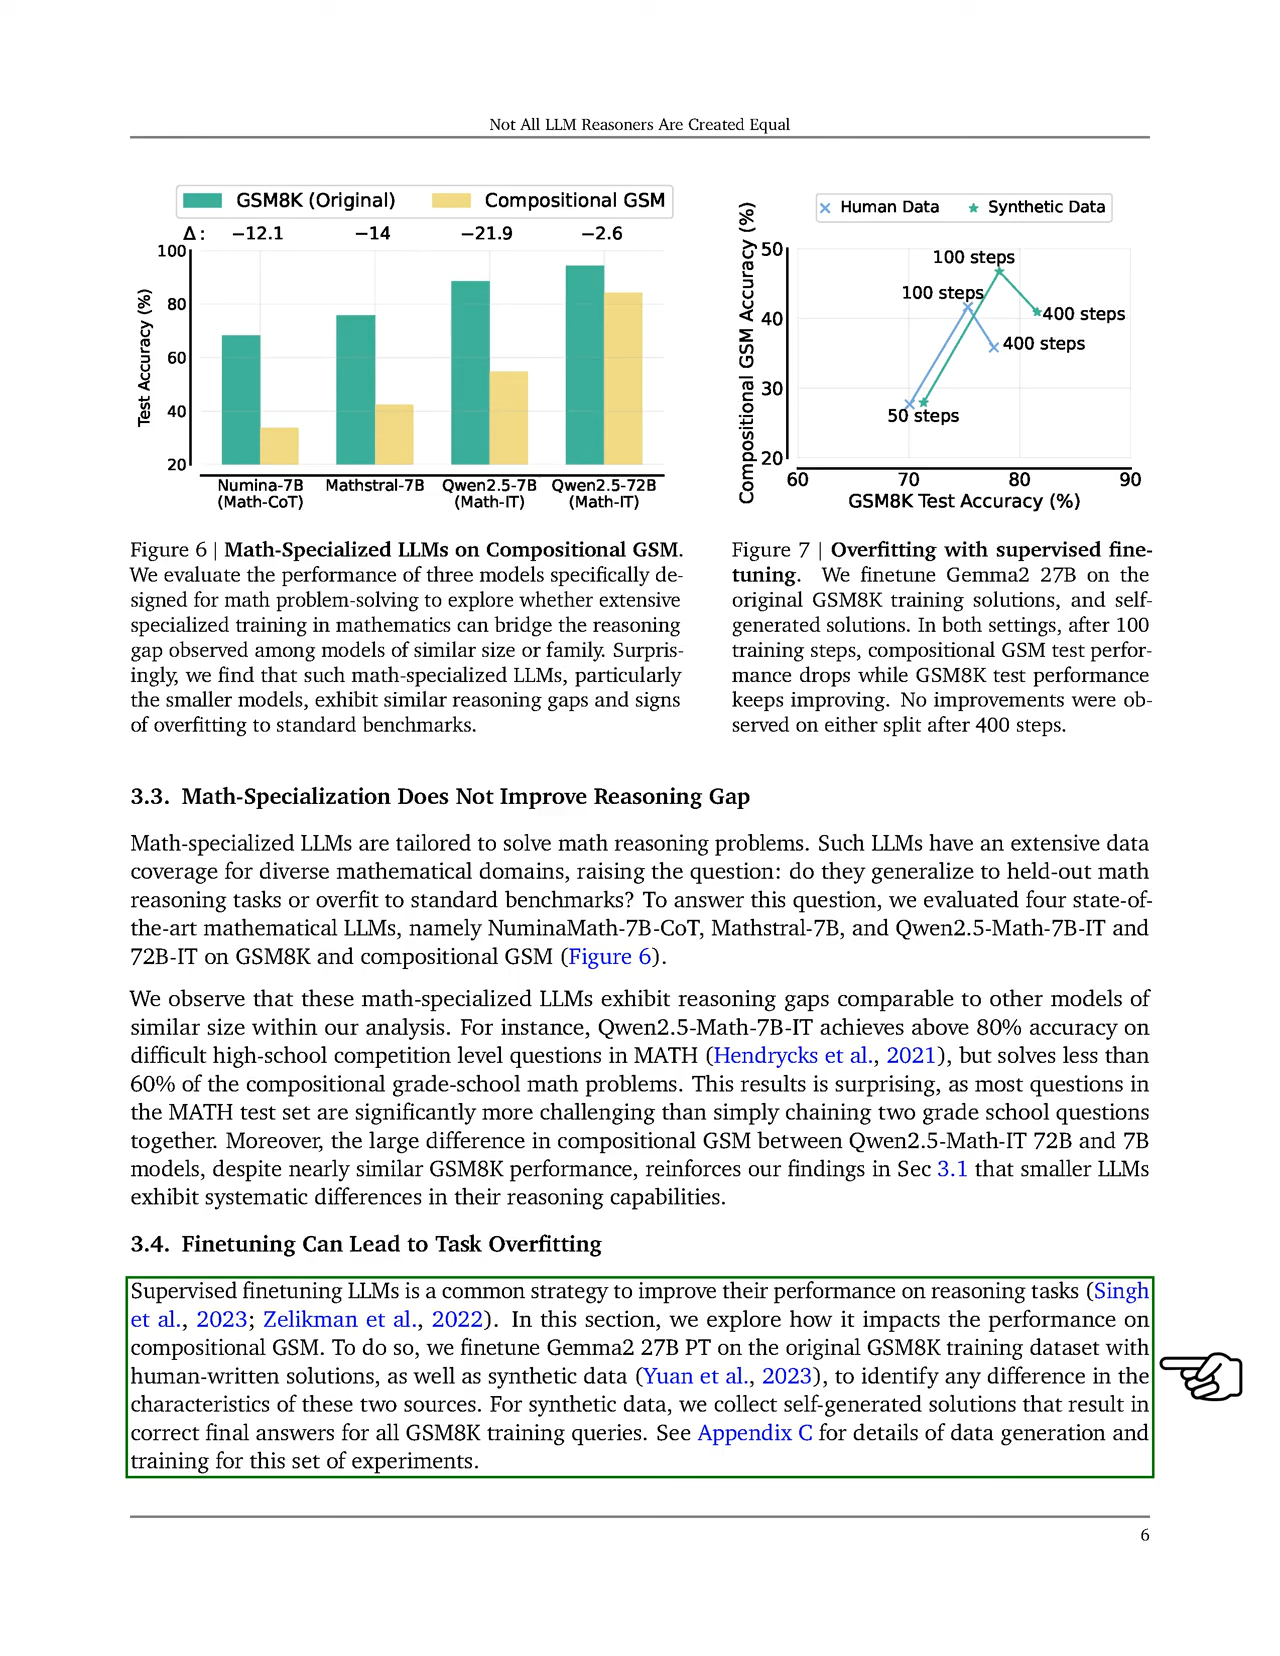 Not All LLM Reasoners Are Created Equal
GSM8K (Original) Compositional GSM
Δ : −12.1 −14 −21.9 −2.6
100
80
60
40
20
Test Accuracy (%)
Numina-7B (Math-CoT)
Mathstral-7B
Qwen2.5-7B (Math-IT)
Qwen2.5-72B (Math-IT)
Human Data Synthetic Data
Compositional GSM Accuracy (%)
50
40
30
20
100 steps
100 steps
400 steps
400 steps
50 steps
60 70 80 90
GSM8K Test Accuracy (%)
Figure 6 | Math-Specialized LLMs on Compositional GSM.
We evaluate the performance of three models specifically de-
signed for math problem-solving to explore whether extensive
specialized training in mathematics can bridge the reasoning
gap observed among models of similar size or family. Surpris-
ingly, we find that such math-specialized LLMs, particularly
the smaller models, exhibit similar reasoning gaps and signs
of overfitting to standard benchmarks.
Figure 7 | Overfitting with supervised fine-
tuning. We finetune Gemma2 27B on the
original GSM8K training solutions, and self-
generated solutions. In both settings, after 100
training steps, compositional GSM test perfor-
mance drops while GSM8K test performance
keeps improving. No improvements were ob-
served on either split after 400 steps.
3.3. Math-Specialization Does Not Improve Reasoning Gap
Math-specialized LLMs are tailored to solve math reasoning problems. Such LLMs have an extensive data
coverage for diverse mathematical domains, raising the question: do they generalize to held-out math
reasoning tasks or overfit to standard benchmarks? To answer this question, we evaluated four state-of-
the-art mathematical LLMs, namely NuminaMath-7B-CoT, Mathstral-7B, and Qwen2.5-Math-7B-IT and
72B-IT on GSM8K and compositional GSM (Figure 6).
We observe that these math-specialized LLMs exhibit reasoning gaps comparable to other models of
similar size within our analysis. For instance, Qwen2.5-Math-7B-IT achieves above 80% accuracy on
difficult high-school competition level questions in MATH (Hendrycks et al., 2021), but solves less than
60% of the compositional grade-school math problems. This results is surprising, as most questions in
the MATH test set are significantly more challenging than simply chaining two grade school questions
together. Moreover, the large difference in compositional GSM between Qwen2.5-Math-IT 72B and 7B
models, despite nearly similar GSM8K performance, reinforces our findings in Sec 3.1 that smaller LLMs
exhibit systematic differences in their reasoning capabilities.
3.4. Finetuning Can Lead to Task Overfitting
Supervised finetuning LLMs is a common strategy to improve their performance on reasoning tasks (Singh
et al., 2023; Zelikman et al., 2022). In this section, we explore how it impacts the performance on
compositional GSM. To do so, we finetune Gemma2 27B PT on the original GSM8K training dataset with
human-written solutions, as well as synthetic data (Yuan et al., 2023), to identify any difference in the
characteristics of these two sources. For synthetic data, we collect self-generated solutions that result in
correct final answers for all GSM8K training queries. See Appendix C for details of data generation and
training for this set of experiments.
6